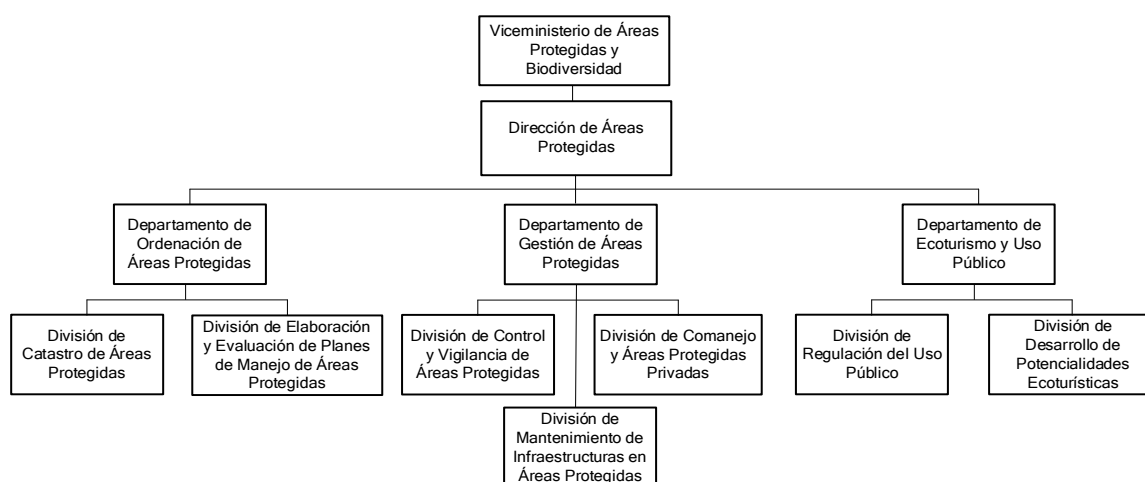 Viceministerio de Áreas
Protegidas y
Biodiversidad
Dirección de Áreas
Protegidas
Departamento de
Ordenación de
Áreas Protegidas
Departamento de
Gestión de Áreas
Protegidas
Departamento de
Ecoturismo y Uso
Público
División de
Catastro de Áreas
Protegidas
División de Elaboración
y Evaluación de Planes
de Manejo de Áreas
Protegidas
División de Control
y Vigilancia de
Áreas Protegidas
División de Comanejo
y Áreas Protegidas
Privadas
División de
Regulación del Uso
Público
División de
Desarrollo de
Potencialidades
Ecoturísticas
División de
Mantenimiento de
Infraestructuras en
Áreas Protegidas